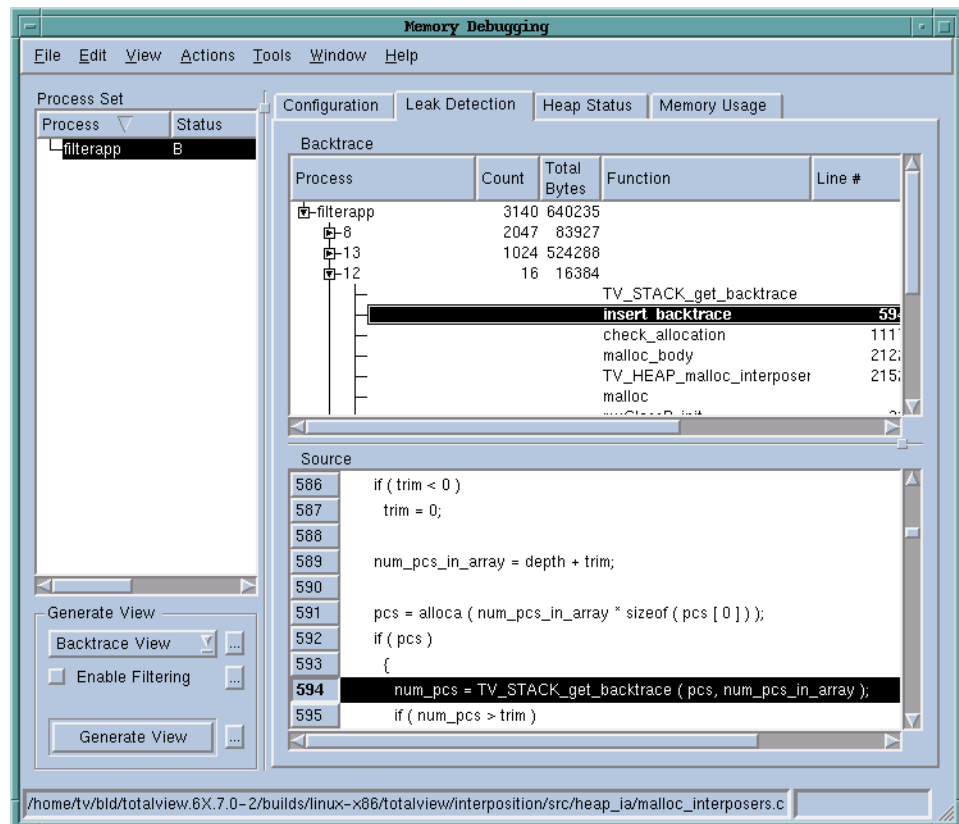 Memory Debugging
File Edit View Actions Tools Window Help
Process Set
Process Status
filterapp B
Configuration Leak Detection Heap Status Memory Usage
Backtrace
Process Count Total Bytes Function Line #
filterapp 3140 640235
8 2047 83927
13 1024 524288
12 16 16384
TV_STACK_get_backtrace
insert_backtrace 594
check_allocation 111
malloc_body 212
TV_HEAP_malloc_interposer 215
malloc
Source
586 if ( trim < 0 )
587 trim = 0;
588
589 num_pcs_in_array = depth + trim;
590
591 pcs = alloca ( num_pcs_in_array * sizeof ( pcs [ 0 ] ) );
592 if ( pcs )
593 {
594 num_pcs = TV_STACK_get_backtrace ( pcs, num_pcs_in_array );
595 if ( num_pcs > trim )
Generate View
Backtrace View ...
Enable Filtering ...
Generate View ...
/home/tv/bld/totalview.6X.7.0-2/builds/linux-x86/totalview/interposition/src/heap_ia/malloc_interposers.c